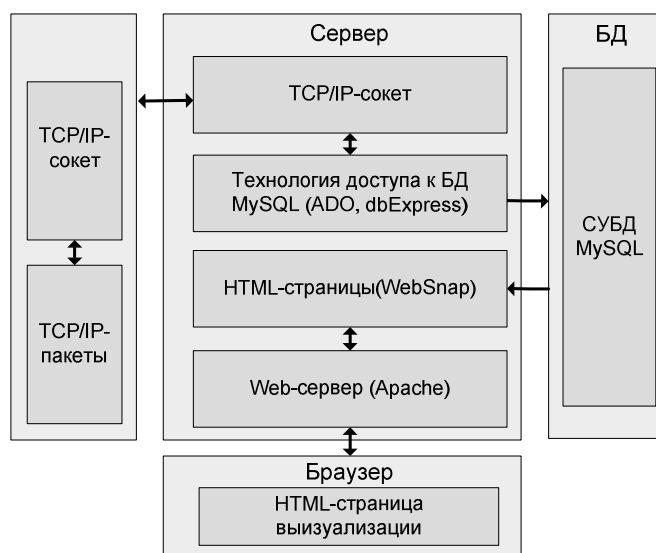 TCP/IP-
сокет
TCP/IP-
пакеты
Сервер
TCP/IP-сокет
Технология доступа к БД
MySQL (ADO, dbExpress)
HTML-страницы(WebSnap)
Web-сервер (Apache)
БД
СУБД
MySQL
Браузер
HTML-страница
выизуализации